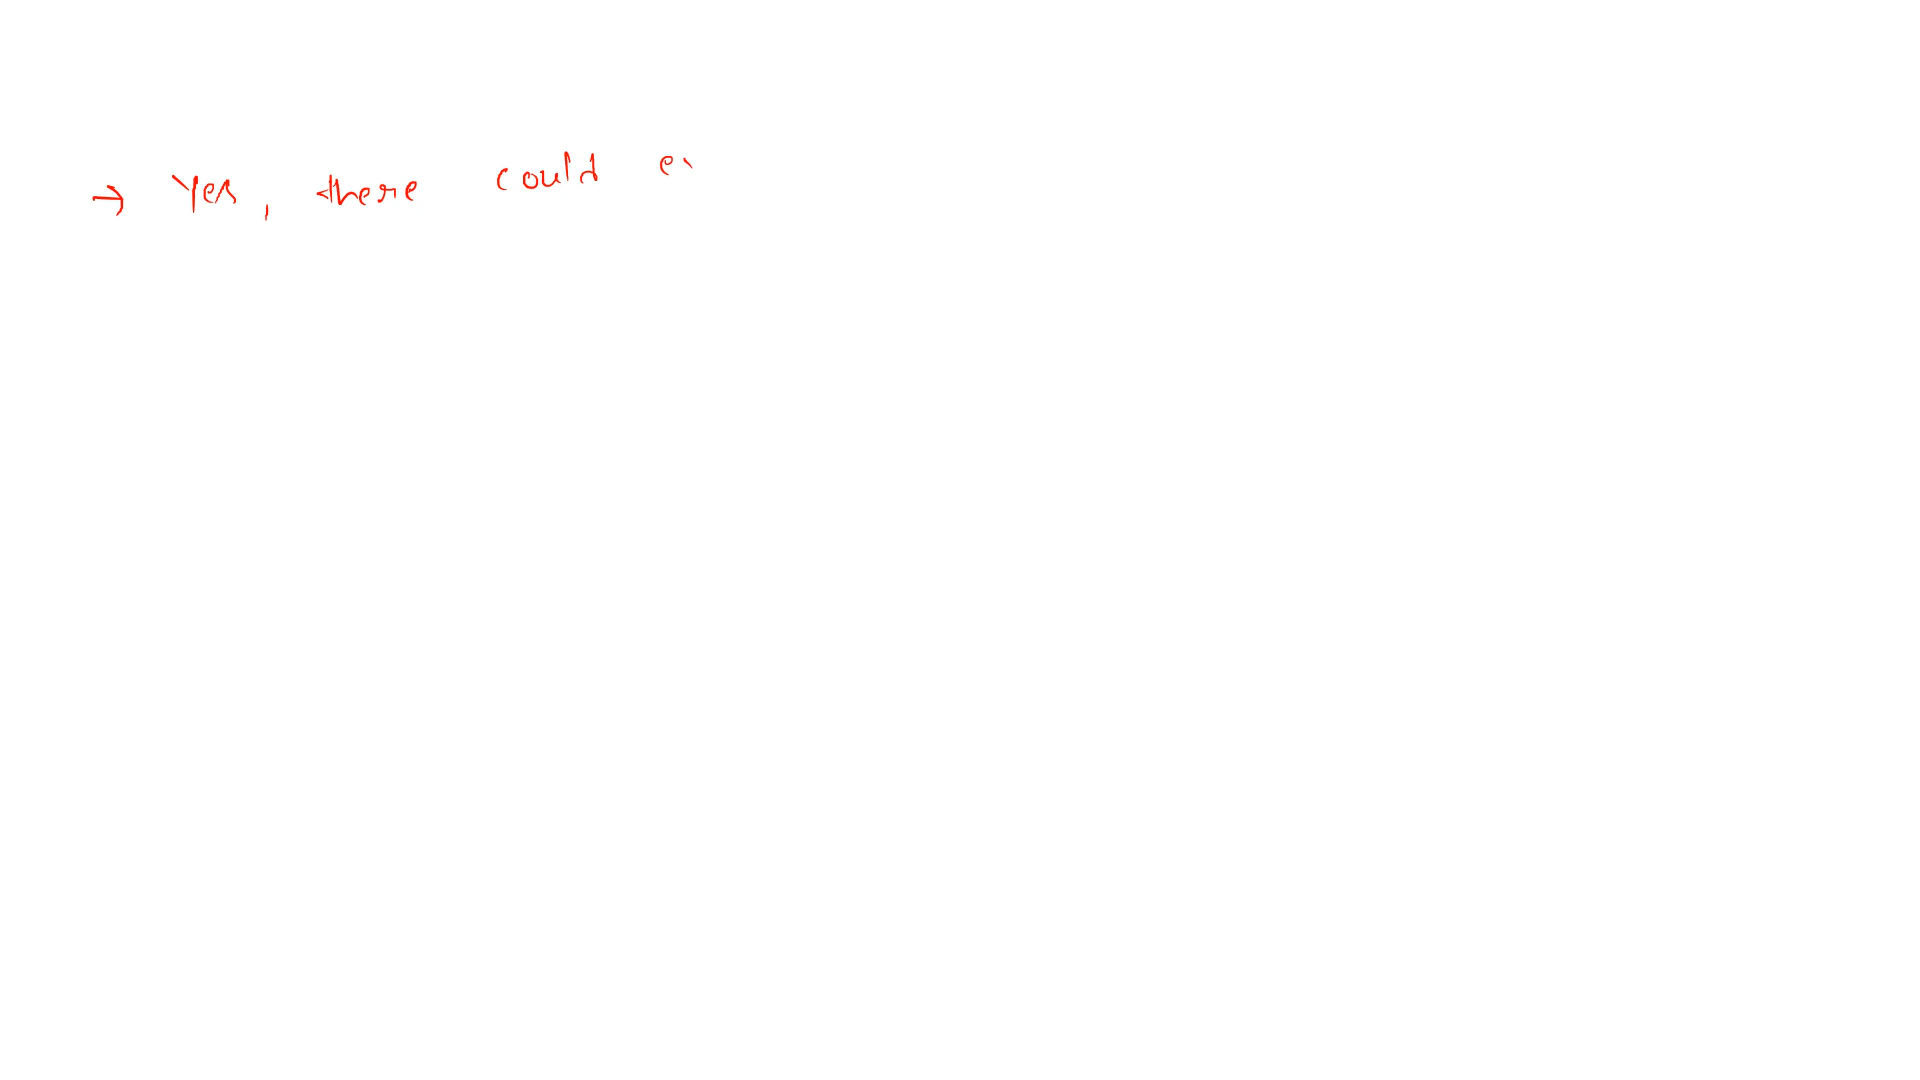 → Yes, there could